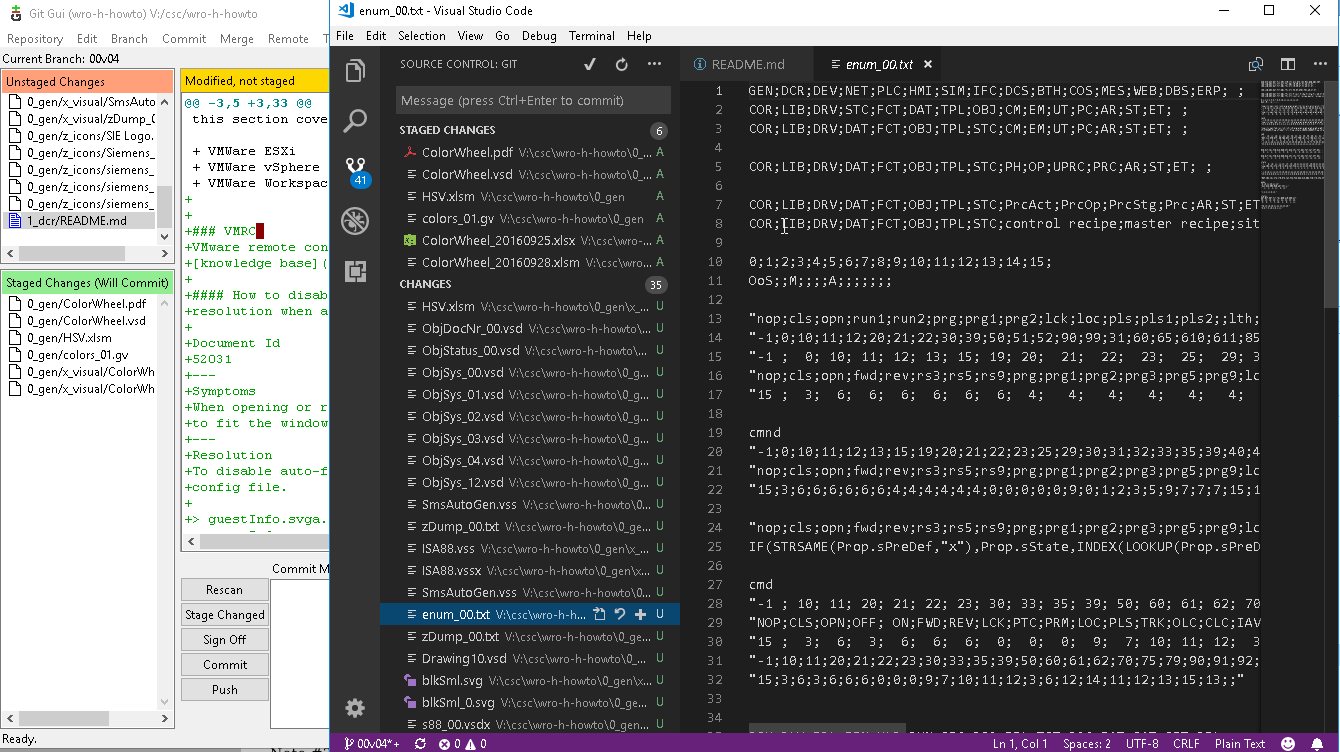 Git Gui (wro-h-howto) V:/csc/wro-h-howto
Repository Edit Branch Commit Merge Remote T
Current Branch: 00v04
Unstaged Changes
0_gen/x_visual/SmsAuto
0_gen/x_visual/zDump_0
0_gen/z_icons/SIE Logo.
0_gen/z_icons/Siemens_
0_gen/z_icons/siemens_
0_gen/z_icons/siemens_
0_gen/z_icons/siemens_
1_dcr/README.md
Staged Changes (Will Commit)
0_gen/ColorWheel.pdf
0_gen/ColorWheel.vsd
0_gen/HSV.xlsm
0_gen/colors_01.gv
0_gen/x_visual/ColorWh
0_gen/x_visual/ColorWh
Ready.
Modified, not staged
@@ -3,5 +3,33 @@
this section cove
+ VMWare ESXi
+ VMWare vSphere
+ VMWare Workspac
+
+
+### VMRC
+VMware remote con
+[knowledge base](
+
+#### How to disab
+resolution when a
+
+Document Id
+52031
+---
+Symptoms
+When opening or r
+to fit the window
+---
+Resolution
+To disable auto-f
+config file.
+
+> guestInfo.svga.
Commit M
Rescan
Stage Changed
Sign Off
Commit
Push
enum_00.txt - Visual Studio Code
File Edit Selection View Go Debug Terminal Help
SOURCE CONTROL: GIT
Message (press Ctrl+Enter to commit)
STAGED CHANGES 6
ColorWheel.pdf V:\csc\wro-h-howto\0_... A
ColorWheel.vsd V:\csc\wro-h-howto\0_... A
HSV.xlsm V:\csc\wro-h-howto\0_gen A
colors_01.gv V:\csc\wro-h-howto\0_gen A
ColorWheel_20160925.xlsx V:\csc\wro-... A
ColorWheel_20160928.xlsm V:\csc\wro-... A
CHANGES 35
HSV.xlsm V:\csc\wro-h-howto\0_gen\x_... U
ObjDocNr_00.vsd V:\csc\wro-h-howto\... U
ObjStatus_00.vsd V:\csc\wro-h-howto\... U
ObjSys_00.vsd V:\csc\wro-h-howto\0_g... U
ObjSys_01.vsd V:\csc\wro-h-howto\0_g... U
ObjSys_02.vsd V:\csc\wro-h-howto\0_g... U
ObjSys_03.vsd V:\csc\wro-h-howto\0_g... U
ObjSys_04.vsd V:\csc\wro-h-howto\0_g... U
ObjSys_12.vsd V:\csc\wro-h-howto\0_g... U
SmsAutoGen.vss V:\csc\wro-h-howto\0... U
zDump_00.txt V:\csc\wro-h-howto\0_ge... U
ISA88.vss V:\csc\wro-h-howto\0_gen\x... U
ISA88.vssx V:\csc\wro-h-howto\0_gen\x... U
SmsAutoGen.vss V:\csc\wro-h-howto\0... U
enum_00.txt V:\csc\wro-h-h... U
zDump_00.txt V:\csc\wro-h-howto\0_ge... U
Drawing10.vsd V:\csc\wro-h-howto\0_... U
blkSml.svg V:\csc\wro-h-howto\0_gen\x... U
blkSml_0.svg V:\csc\wro-h-howto\0_gen... U
s88_00.vsdx V:\csc\wro-h-howto\0_gen... U
41
README.md enum_00.txt
1 GEN;DCR;DEV;NET;PLC;HMI;SIM;IFC;DCS;BTH;COS;MES;WEB;DBS;ERP; ;
2 COR;LIB;DRV;STC;FCT;DAT;TPL;OBJ;CM;EM;UT;PC;AR;ST;ET; ;
3 COR;LIB;DRV;DAT;FCT;OBJ;TPL;STC;CM;EM;UT;PC;AR;ST;ET; ;
4
5 COR;LIB;DRV;DAT;FCT;OBJ;TPL;STC;PH;OP;UPRC;PRC;AR;ST;ET; ;
6
7 COR;LIB;DRV;DAT;FCT;OBJ;TPL;STC;PrcAct;PrcOp;PrcStg;Prc;AR;ST;ET
8 COR;LIB;DRV;DAT;FCT;OBJ;TPL;STC;control recipe;master recipe;sit
9
10 0;1;2;3;4;5;6;7;8;9;10;11;12;13;14;15;
11 OoS;;M;;;;A;;;;;;;
12
13 "nop;cls;opn;run1;run2;prg;prg1;prg2;lck;loc;pls;pls1;pls2;;lth;
14 "-1;0;10;11;12;20;21;22;30;39;50;51;52;90;99;31;60;65;610;611;85
15 "-1 ; 0; 10; 11; 12; 13; 15; 19; 20; 21; 22; 23; 25; 29; 3
16 "nop;cls;opn;fwd;rev;rs3;rs5;rs9;prg;prg1;prg2;prg3;prg5;prg9;lc
17 "15 ; 3; 6; 6; 6; 6; 6; 6; 4; 4; 4; 4; 4; 4;
18
19 cmnd
20 "-1;0;10;11;12;13;15;19;20;21;22;23;25;29;30;31;32;33;35;39;40;4
21 "nop;cls;opn;fwd;rev;rs3;rs5;rs9;prg;prg1;prg2;prg3;prg5;prg9;lc
22 "15;3;6;6;6;6;6;6;4;4;4;4;4;4;0;0;0;0;0;9;0;1;2;3;5;9;7;7;7;15;1
23
24 "nop;cls;opn;fwd;rev;rs3;rs5;rs9;prg;prg1;prg2;prg3;prg5;prg9;lc
25 IF(STRSAME(Prop.sPreDef,"x"),Prop.sState,INDEX(LOOKUP(Prop.sPreD
26
27 cmd
28 "-1 ; 10; 11; 20; 21; 22; 23; 30; 33; 35; 39; 50; 60; 61; 62; 70
29 "NOP;CLS;OPN;OFF; ON;FWD;REV;LCK;PTC;PRM;LOC;PLS;TRK;OLC;CLC;IAV
30 "15 ; 3; 6; 3; 6; 6; 6; 0; 0; 0; 9; 7; 10; 11; 12; 3
31 "-1;10;11;20;21;22;23;30;33;35;39;50;60;61;62;70;75;79;90;91;92;
32 "15;3;6;3;6;6;6;0;0;0;9;7;10;11;12;3;6;12;14;11;12;13;15;13;;"
33
34
00v04*+ 0 0 Ln 1, Col 1 Spaces: 2 UTF-8 CRLF Plain Text